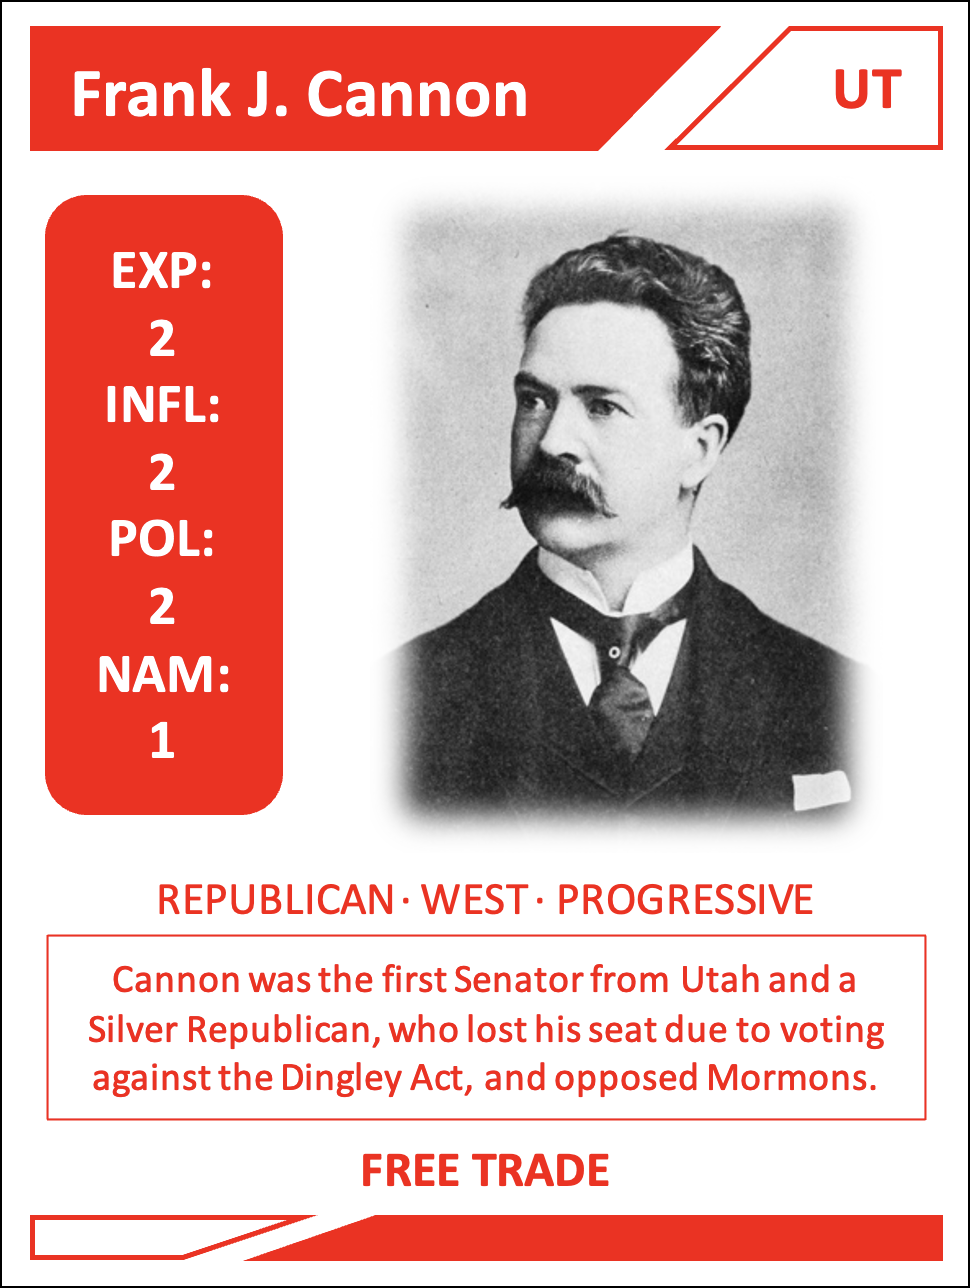 Frank J. Cannon
UT
EXP:
2
INFL:
2
POL:
2
NAM:
1
REPUBLICAN · WEST · PROGRESSIVE
Cannon was the first Senator from Utah and a
Silver Republican, who lost his seat due to voting
against the Dingley Act, and opposed Mormons.
FREE TRADE